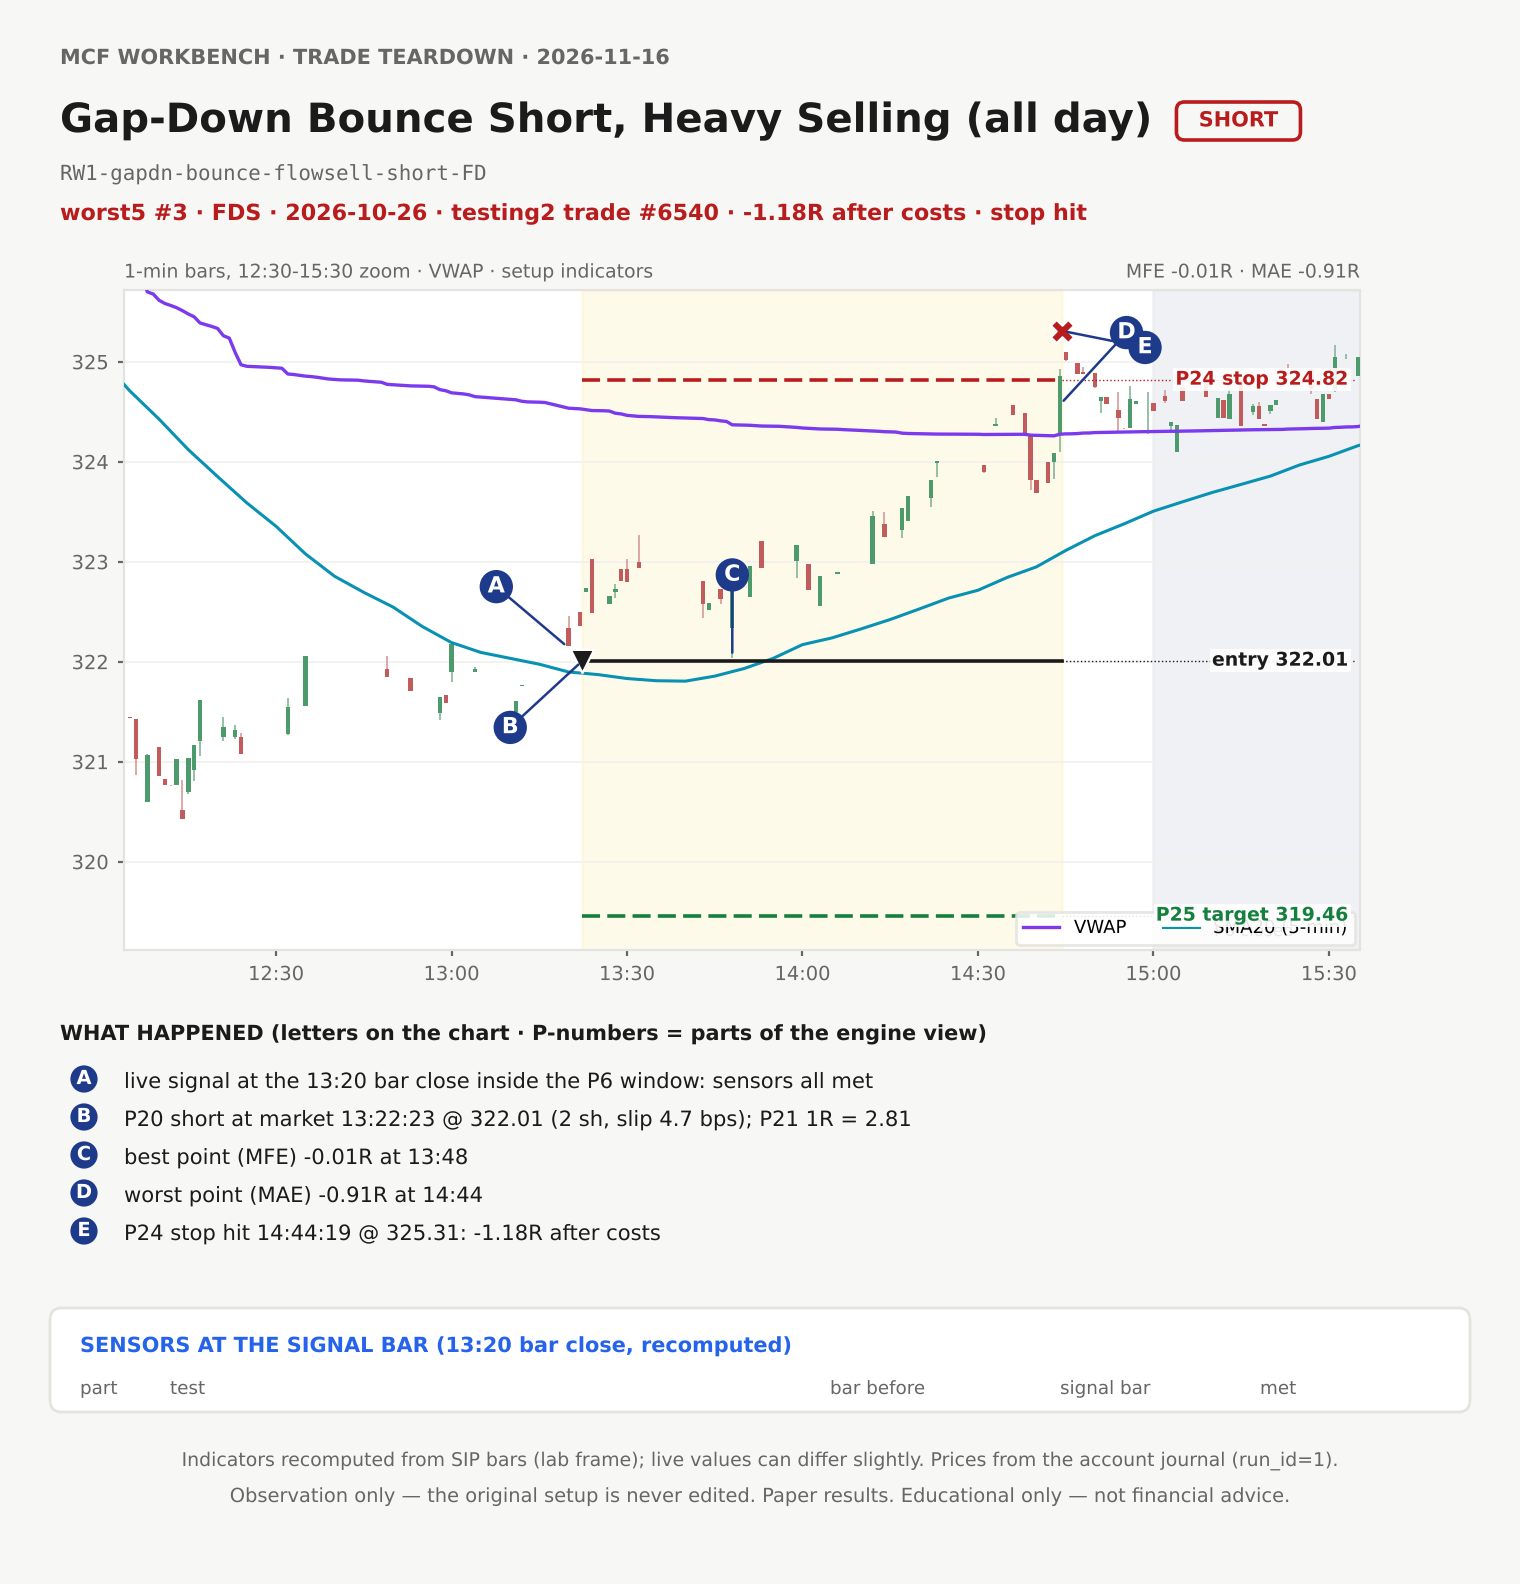 MCF WORKBENCH · TRADE TEARDOWN · 2026-11-16
Gap-Down Bounce Short, Heavy Selling (all day) SHORT
RW1-gapdn-bounce-flowsell-short-FD
worst5 #3 · FDS · 2026-10-26 · testing2 trade #6540 · -1.18R after costs · stop hit
1-min bars, 12:30-15:30 zoom · VWAP · setup indicators MFE -0.01R · MAE -0.91R
D
E
325
P24 stop 324.82
324
323
C
A
322
entry 322.01
B
321
320
P25 target 319.46
VWAP SMA20 (5-min)
12:30 13:00 13:30 14:00 14:30 15:00 15:30
WHAT HAPPENED (letters on the chart · P-numbers = parts of the engine view)
A live signal at the 13:20 bar close inside the P6 window: sensors all met
B P20 short at market 13:22:23 @ 322.01 (2 sh, slip 4.7 bps); P21 1R = 2.81
C best point (MFE) -0.01R at 13:48
D worst point (MAE) -0.91R at 14:44
E P24 stop hit 14:44:19 @ 325.31: -1.18R after costs
SENSORS AT THE SIGNAL BAR (13:20 bar close, recomputed)
part test bar before signal bar met
Indicators recomputed from SIP bars (lab frame); live values can differ slightly. Prices from the account journal (run_id=1).
Observation only — the original setup is never edited. Paper results. Educational only — not financial advice.